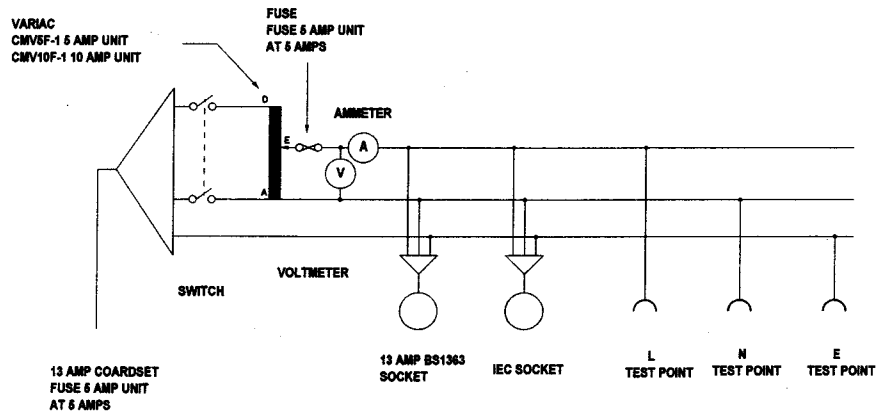 VARIAC
CMV5F-1 5 AMP UNIT
CMV10F-1 10 AMP UNIT
FUSE
FUSE 5 AMP UNIT
AT 5 AMPS
D
AMMETER
E
A
V
A
VOLTMETER
SWITCH
13 AMP COARDSET
FUSE 5 AMP UNIT
AT 5 AMPS
13 AMP BS1363
SOCKET
IEC SOCKET
L
TEST POINT
N
TEST POINT
E
TEST POINT